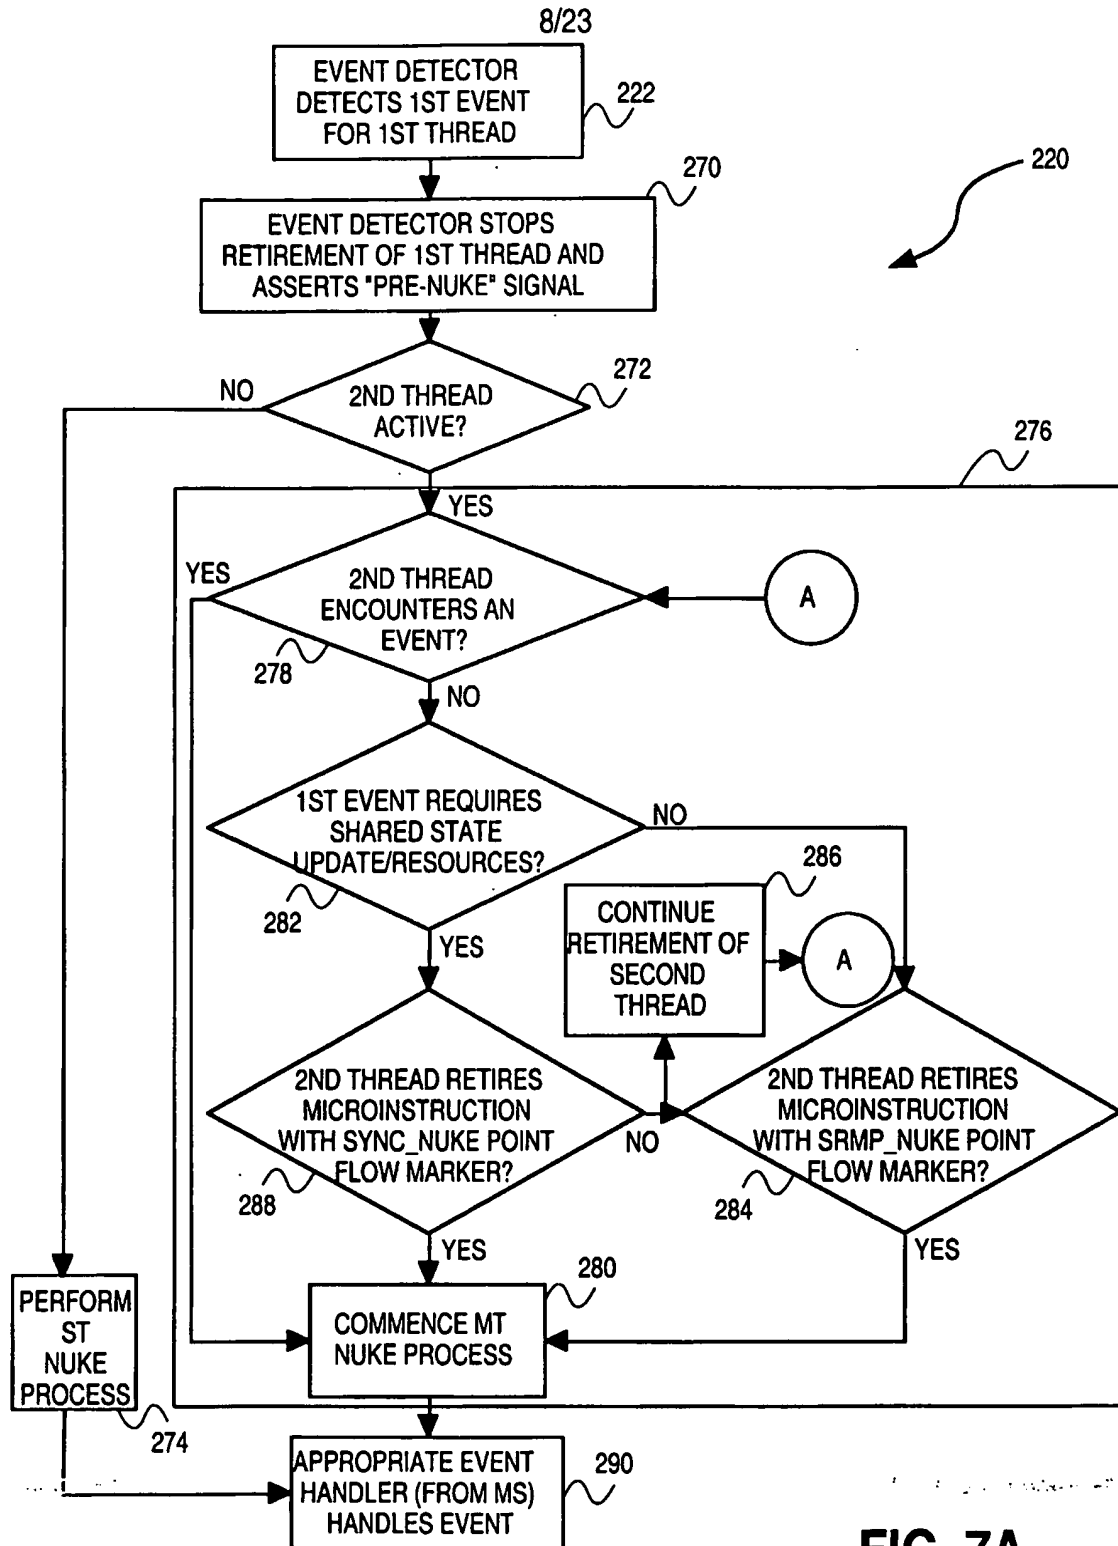 8/23
EVENT DETECTOR
DETECTS 1ST EVENT
FOR 1ST THREAD
222
220
270
EVENT DETECTOR STOPS
RETIREMENT OF 1ST THREAD AND
ASSERTS "PRE-NUKE" SIGNAL
272
NO
2ND THREAD
ACTIVE?
276
YES
YES
2ND THREAD
ENCOUNTERS AN
EVENT?
A
278
NO
1ST EVENT REQUIRES
SHARED STATE
UPDATE/RESOURCES?
NO
282
286
YES
CONTINUE
RETIREMENT OF
SECOND
THREAD
A
2ND THREAD RETIRES
MICROINSTRUCTION
WITH SYNC_NUKE POINT
FLOW MARKER?
NO
288
2ND THREAD RETIRES
MICROINSTRUCTION
WITH SRMP_NUKE POINT
FLOW MARKER?
284
YES
YES
280
COMMENCE MT
NUKE PROCESS
PERFORM
ST
NUKE
PROCESS
274
APPROPRIATE EVENT
HANDLER (FROM MS)
HANDLES EVENT
290
FIG. 7A